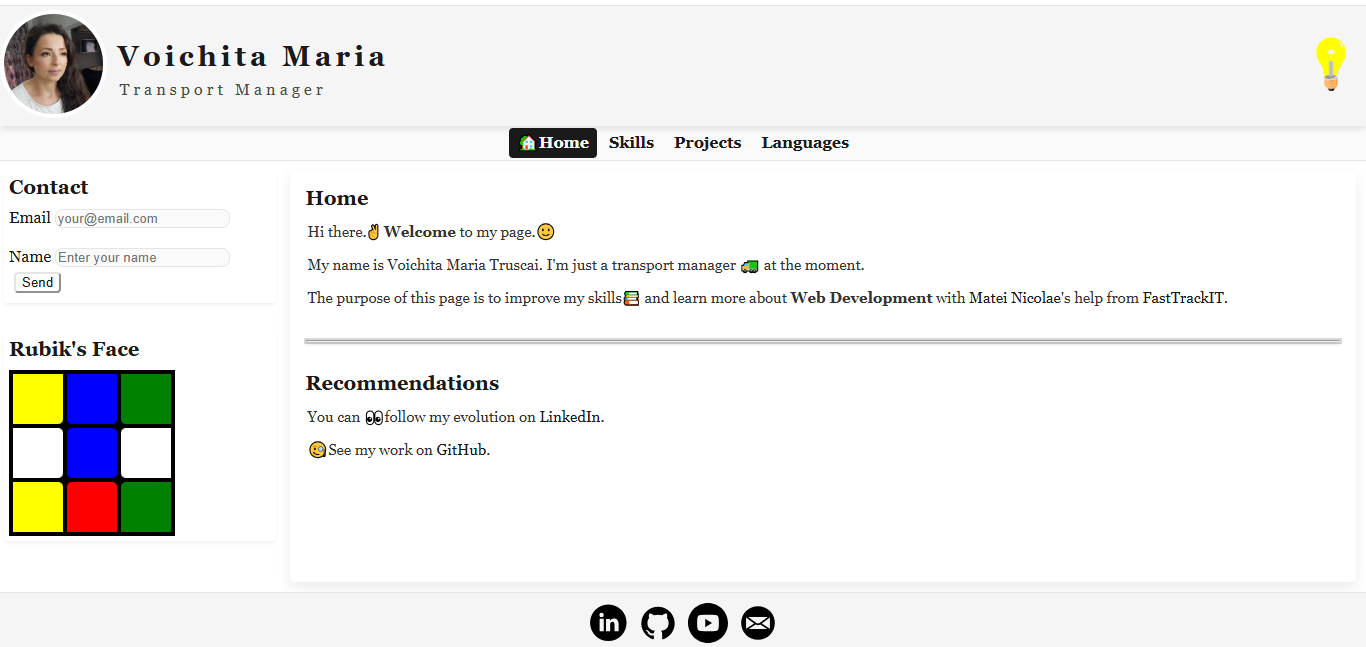 Voichita Maria
Transport Manager
Home Skills Projects Languages
Contact
Email your@email.com
Name Enter your name
Send
Rubik's Face
Home
Hi there.✌️Welcome to my page.🙂
My name is Voichita Maria Truscai. I'm just a transport manager 🚚 at the moment.
The purpose of this page is to improve my skills📚 and learn more about Web Development with Matei Nicolae's help from FastTrackIT.
Recommendations
You can 👀follow my evolution on LinkedIn.
🧐See my work on GitHub.
in